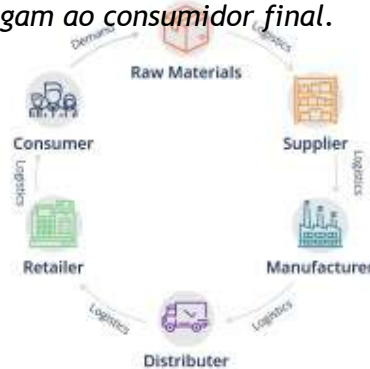 gam ao consumidor final.
Demand
Logistics
Raw Materials
Consumer
Supplier
Logistics
Logistics
Retailer
Manufacturer
Logistics
Logistics
Distributer